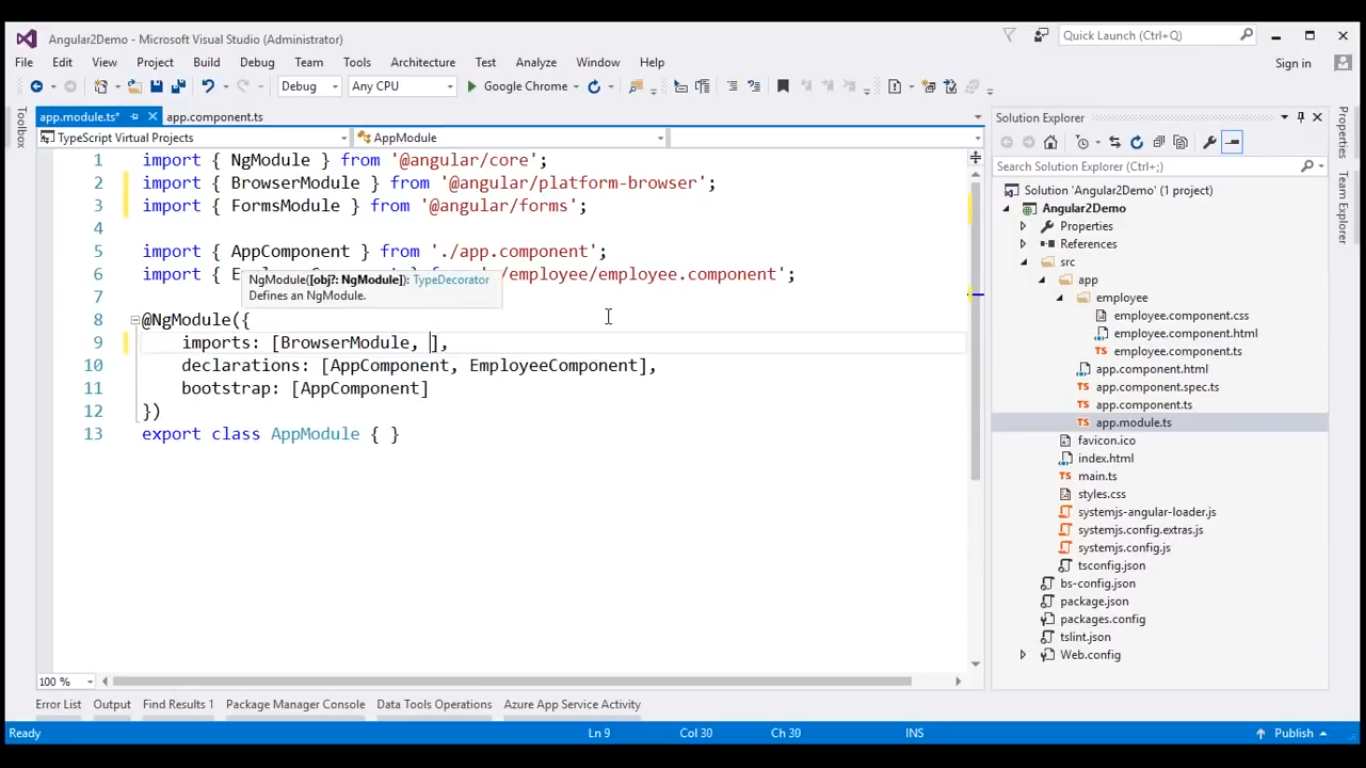 Angular2Demo - Microsoft Visual Studio (Administrator)
Quick Launch (Ctrl+Q)
File Edit View Project Build Debug Team Tools Architecture Test Analyze Window Help
Sign in
Debug Any CPU Google Chrome
Toolbox
app.module.ts* app.component.ts
TypeScript Virtual Projects AppModule
1 import { NgModule } from '@angular/core';
2 import { BrowserModule } from '@angular/platform-browser';
3 import { FormsModule } from '@angular/forms';
4
5 import { AppComponent } from './app.component';
6 import { E /employee/employee.component';
NgModule([obj?: NgModule]): TypeDecorator
Defines an NgModule.
7
8 @NgModule({
9 imports: [BrowserModule, ],
10 declarations: [AppComponent, EmployeeComponent],
11 bootstrap: [AppComponent]
12 })
13 export class AppModule { }
100 %
Solution Explorer
Search Solution Explorer (Ctrl+;)
Solution 'Angular2Demo' (1 project)
Angular2Demo
Properties
References
src
app
employee
employee.component.css
employee.component.html
TS employee.component.ts
app.component.html
TS app.component.spec.ts
TS app.component.ts
TS app.module.ts
favicon.ico
index.html
TS main.ts
styles.css
systemjs-angular-loader.js
systemjs.config.extras.js
systemjs.config.js
tsconfig.json
bs-config.json
package.json
packages.config
tslint.json
Web.config
Properties
Team Explorer
Error List Output Find Results 1 Package Manager Console Data Tools Operations Azure App Service Activity
Ready Ln 9 Col 30 Ch 30 INS Publish